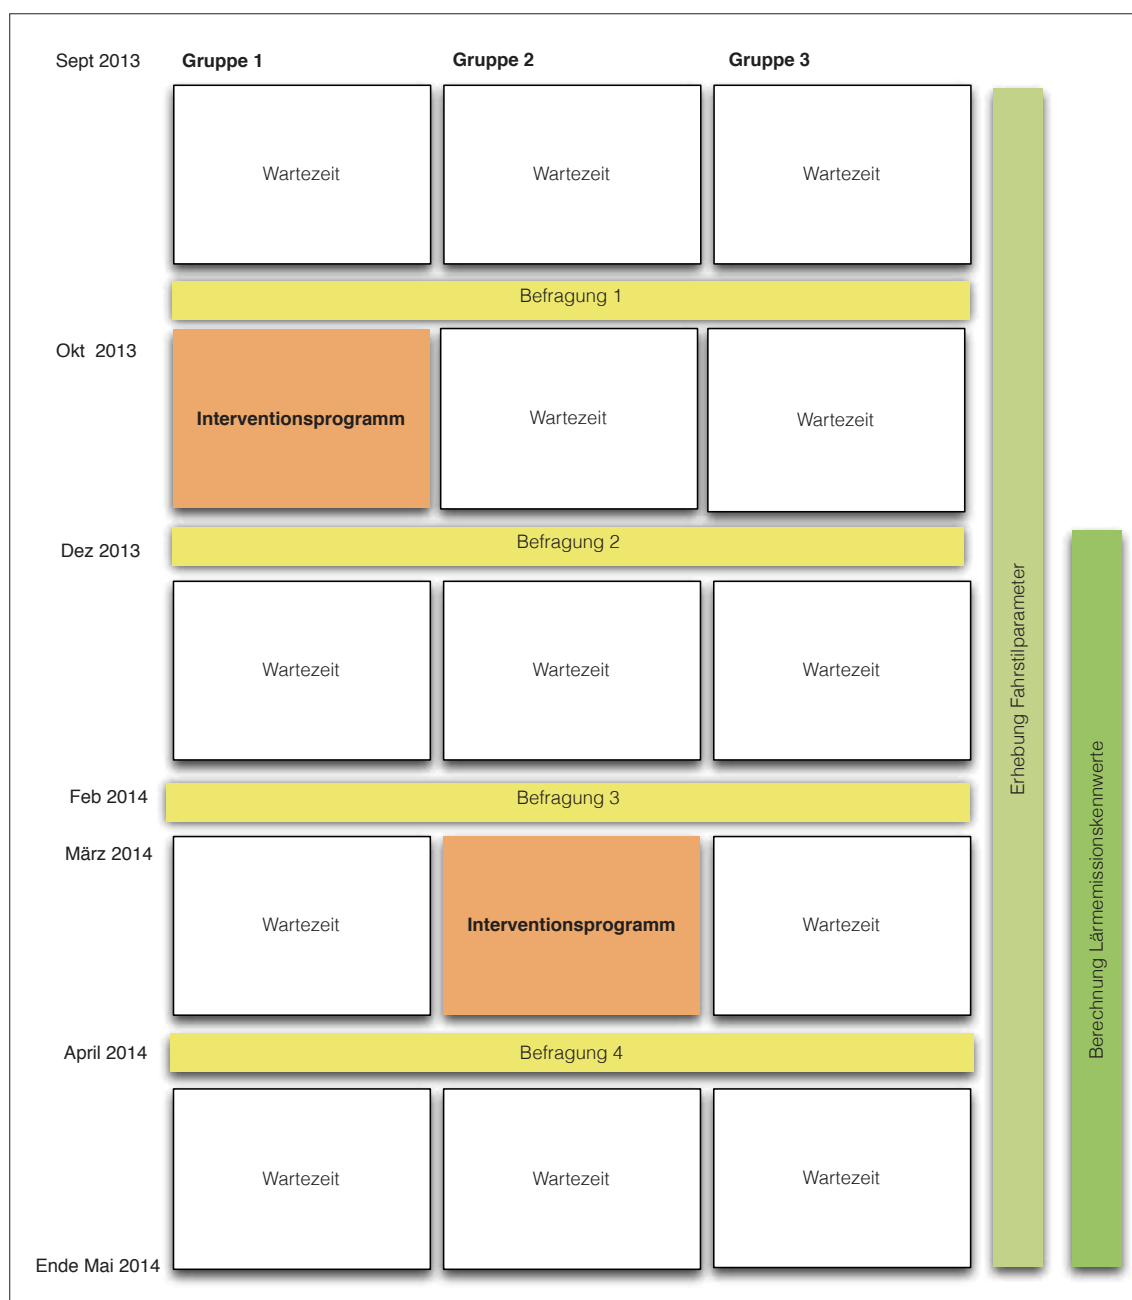 Sept 2013 Gruppe 1 Gruppe 2 Gruppe 3
Wartezeit Wartezeit Wartezeit
Befragung 1
Okt 2013
Interventionsprogramm Wartezeit Wartezeit
Befragung 2
Dez 2013
Wartezeit Wartezeit Wartezeit
Feb 2014 Befragung 3
März 2014
Wartezeit Interventionsprogramm Wartezeit
April 2014 Befragung 4
Wartezeit Wartezeit Wartezeit
Ende Mai 2014
Erhebung Fahrstilparameter
Berechnung Lärmemissionskennwerte